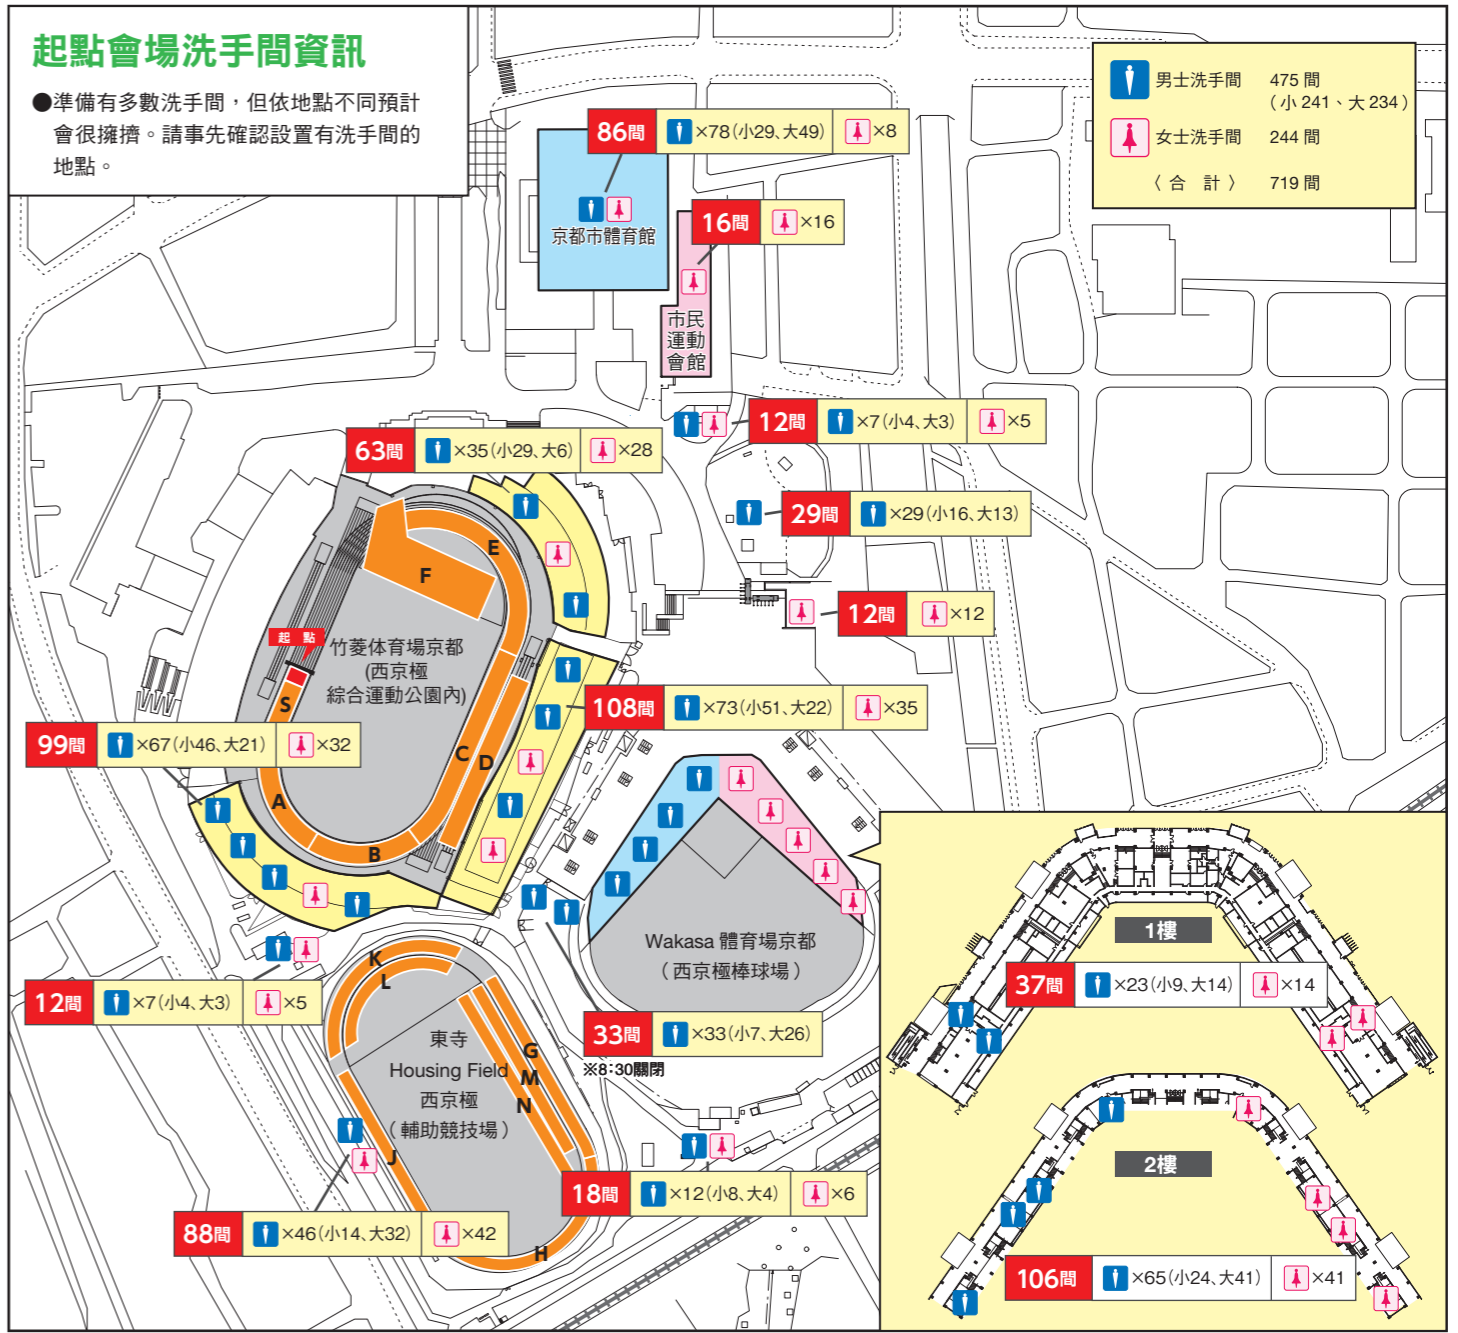 起點會場洗手間資訊
●準備有多數洗手間,但依地點不同預計
會很擁擠。請事先確認設置有洗手間的
地點。
男士洗手間 475 間
(小 241、大 234)
女士洗手間 244 間
〈 合 計 〉 719 間
86間 ×78(小29、大49) ×8
京都市體育館
16間 ×16
市民
運動
會館
12間 ×7(小4、大3) ×5
63間 ×35(小29、大6) ×28
29間 ×29(小16、大13)
E
F
12間 ×12
起 點
竹菱体育場京都
(西京極
綜合運動公園內)
S
108間 ×73(小51、大22) ×35
99間 ×67(小46、大21) ×32
C
D
A
B
Wakasa 體育場京都
(西京極棒球場)
1樓
37間 ×23(小9、大14) ×14
K
L
12間 ×7(小4、大3) ×5
33間 ×33(小7、大26)
※8:30關閉
東寺
Housing Field
西京極
(輔助競技場)
G
M
N
J
2樓
18間 ×12(小8、大4) ×6
88間 ×46(小14、大32) ×42
H
106間 ×65(小24、大41) ×41